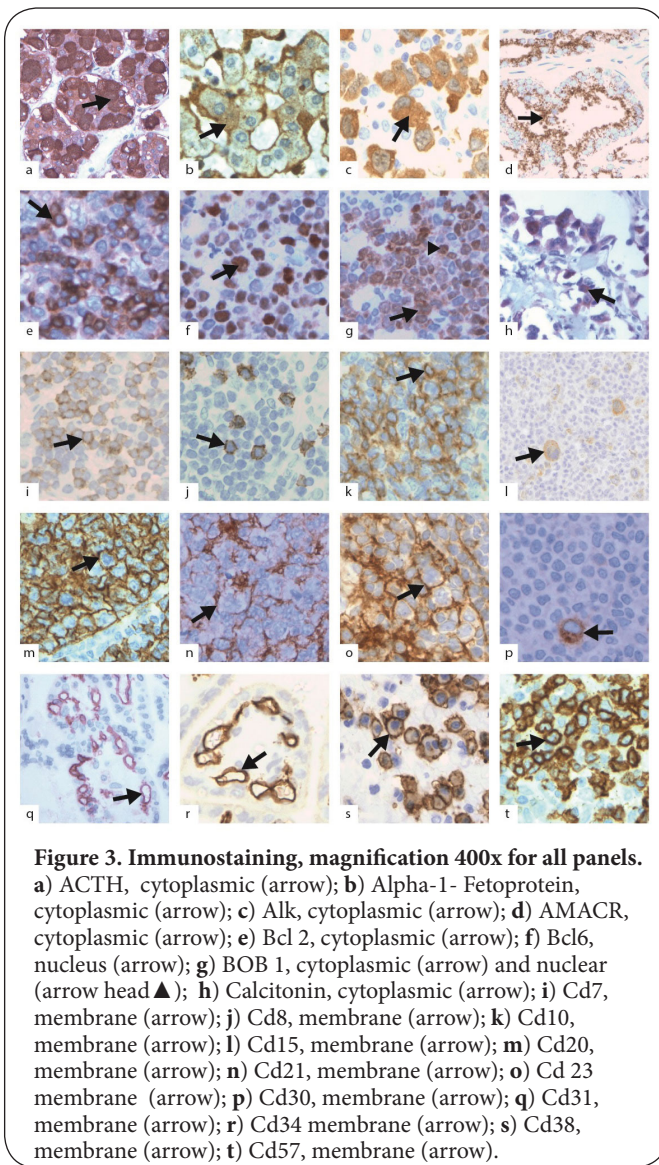 a
b
c
d
e
f
g
h
i
j
k
l
m
n
o
p
q
r
s
t
Figure 3. Immunostaining, magnification 400x for all panels.
a) ACTH, cytoplasmic (arrow); b) Alpha-1- Fetoprotein,
cytoplasmic (arrow); c) Alk, cytoplasmic (arrow); d) AMACR,
cytoplasmic (arrow); e) Bcl 2, cytoplasmic (arrow); f) Bcl6,
nucleus (arrow); g) BOB 1, cytoplasmic (arrow) and nuclear
(arrow head▲); h) Calcitonin, cytoplasmic (arrow); i) Cd7,
membrane (arrow); j) Cd8, membrane (arrow); k) Cd10,
membrane (arrow); l) Cd15, membrane (arrow); m) Cd20,
membrane (arrow); n) Cd21, membrane (arrow); o) Cd 23
membrane (arrow); p) Cd30, membrane (arrow); q) Cd31,
membrane (arrow); r) Cd34 membrane (arrow); s) Cd38,
membrane (arrow); t) Cd57, membrane (arrow).